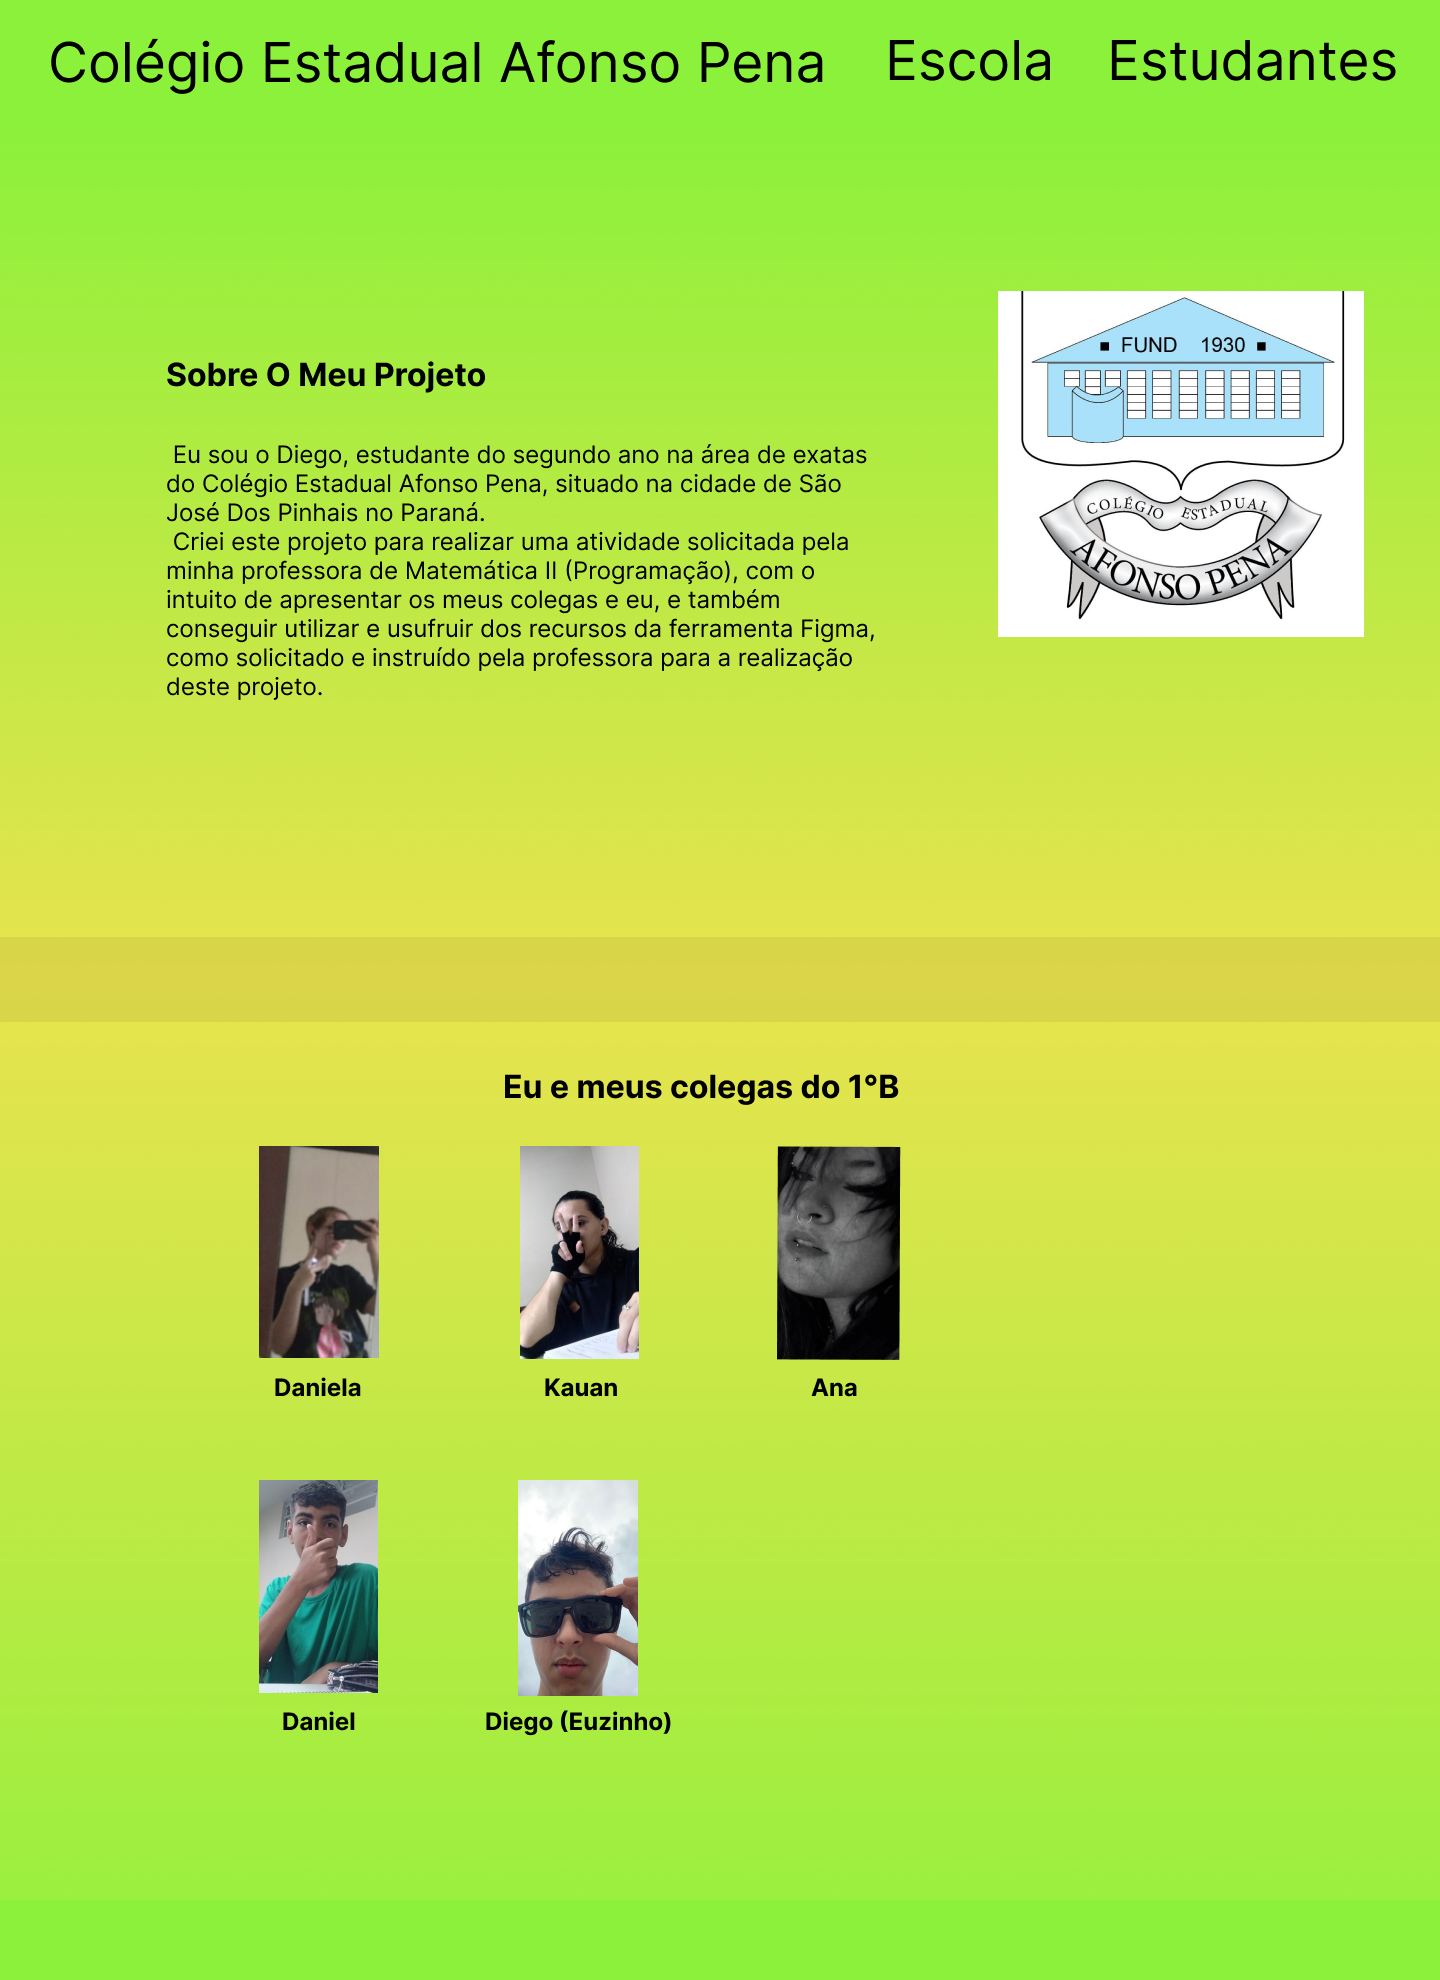 Colégio Estadual Afonso Pena Escola Estudantes
FUND 1930
Sobre O Meu Projeto
Eu sou o Diego, estudante do segundo ano na área de exatas
do Colégio Estadual Afonso Pena, situado na cidade de São
José Dos Pinhais no Paraná.
Criei este projeto para realizar uma atividade solicitada pela
minha professora de Matemática II (Programação), com o
intuito de apresentar os meus colegas e eu, e também
conseguir utilizar e usufruir dos recursos da ferramenta Figma,
como solicitado e instruído pela professora para a realização
deste projeto.
COLÉGIO ESTADUAL
AFONSO PENA
Eu e meus colegas do 1°B
Daniela Kauan Ana
Daniel Diego (Euzinho)